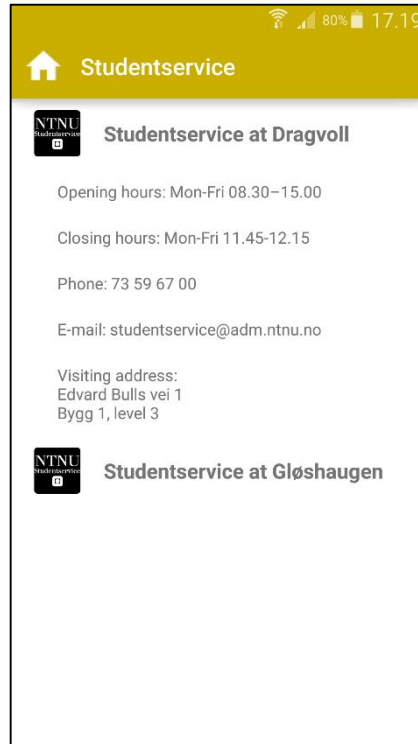 80% 17.19
Studentservice
NTNU
Studentservice
Studentservice at Dragvoll
Opening hours: Mon-Fri 08.30–15.00
Closing hours: Mon-Fri 11.45-12.15
Phone: 73 59 67 00
E-mail: studentservice@adm.ntnu.no
Visiting address:
Edvard Bulls vei 1
Bygg 1, level 3
NTNU
Studentservice
Studentservice at Gløshaugen